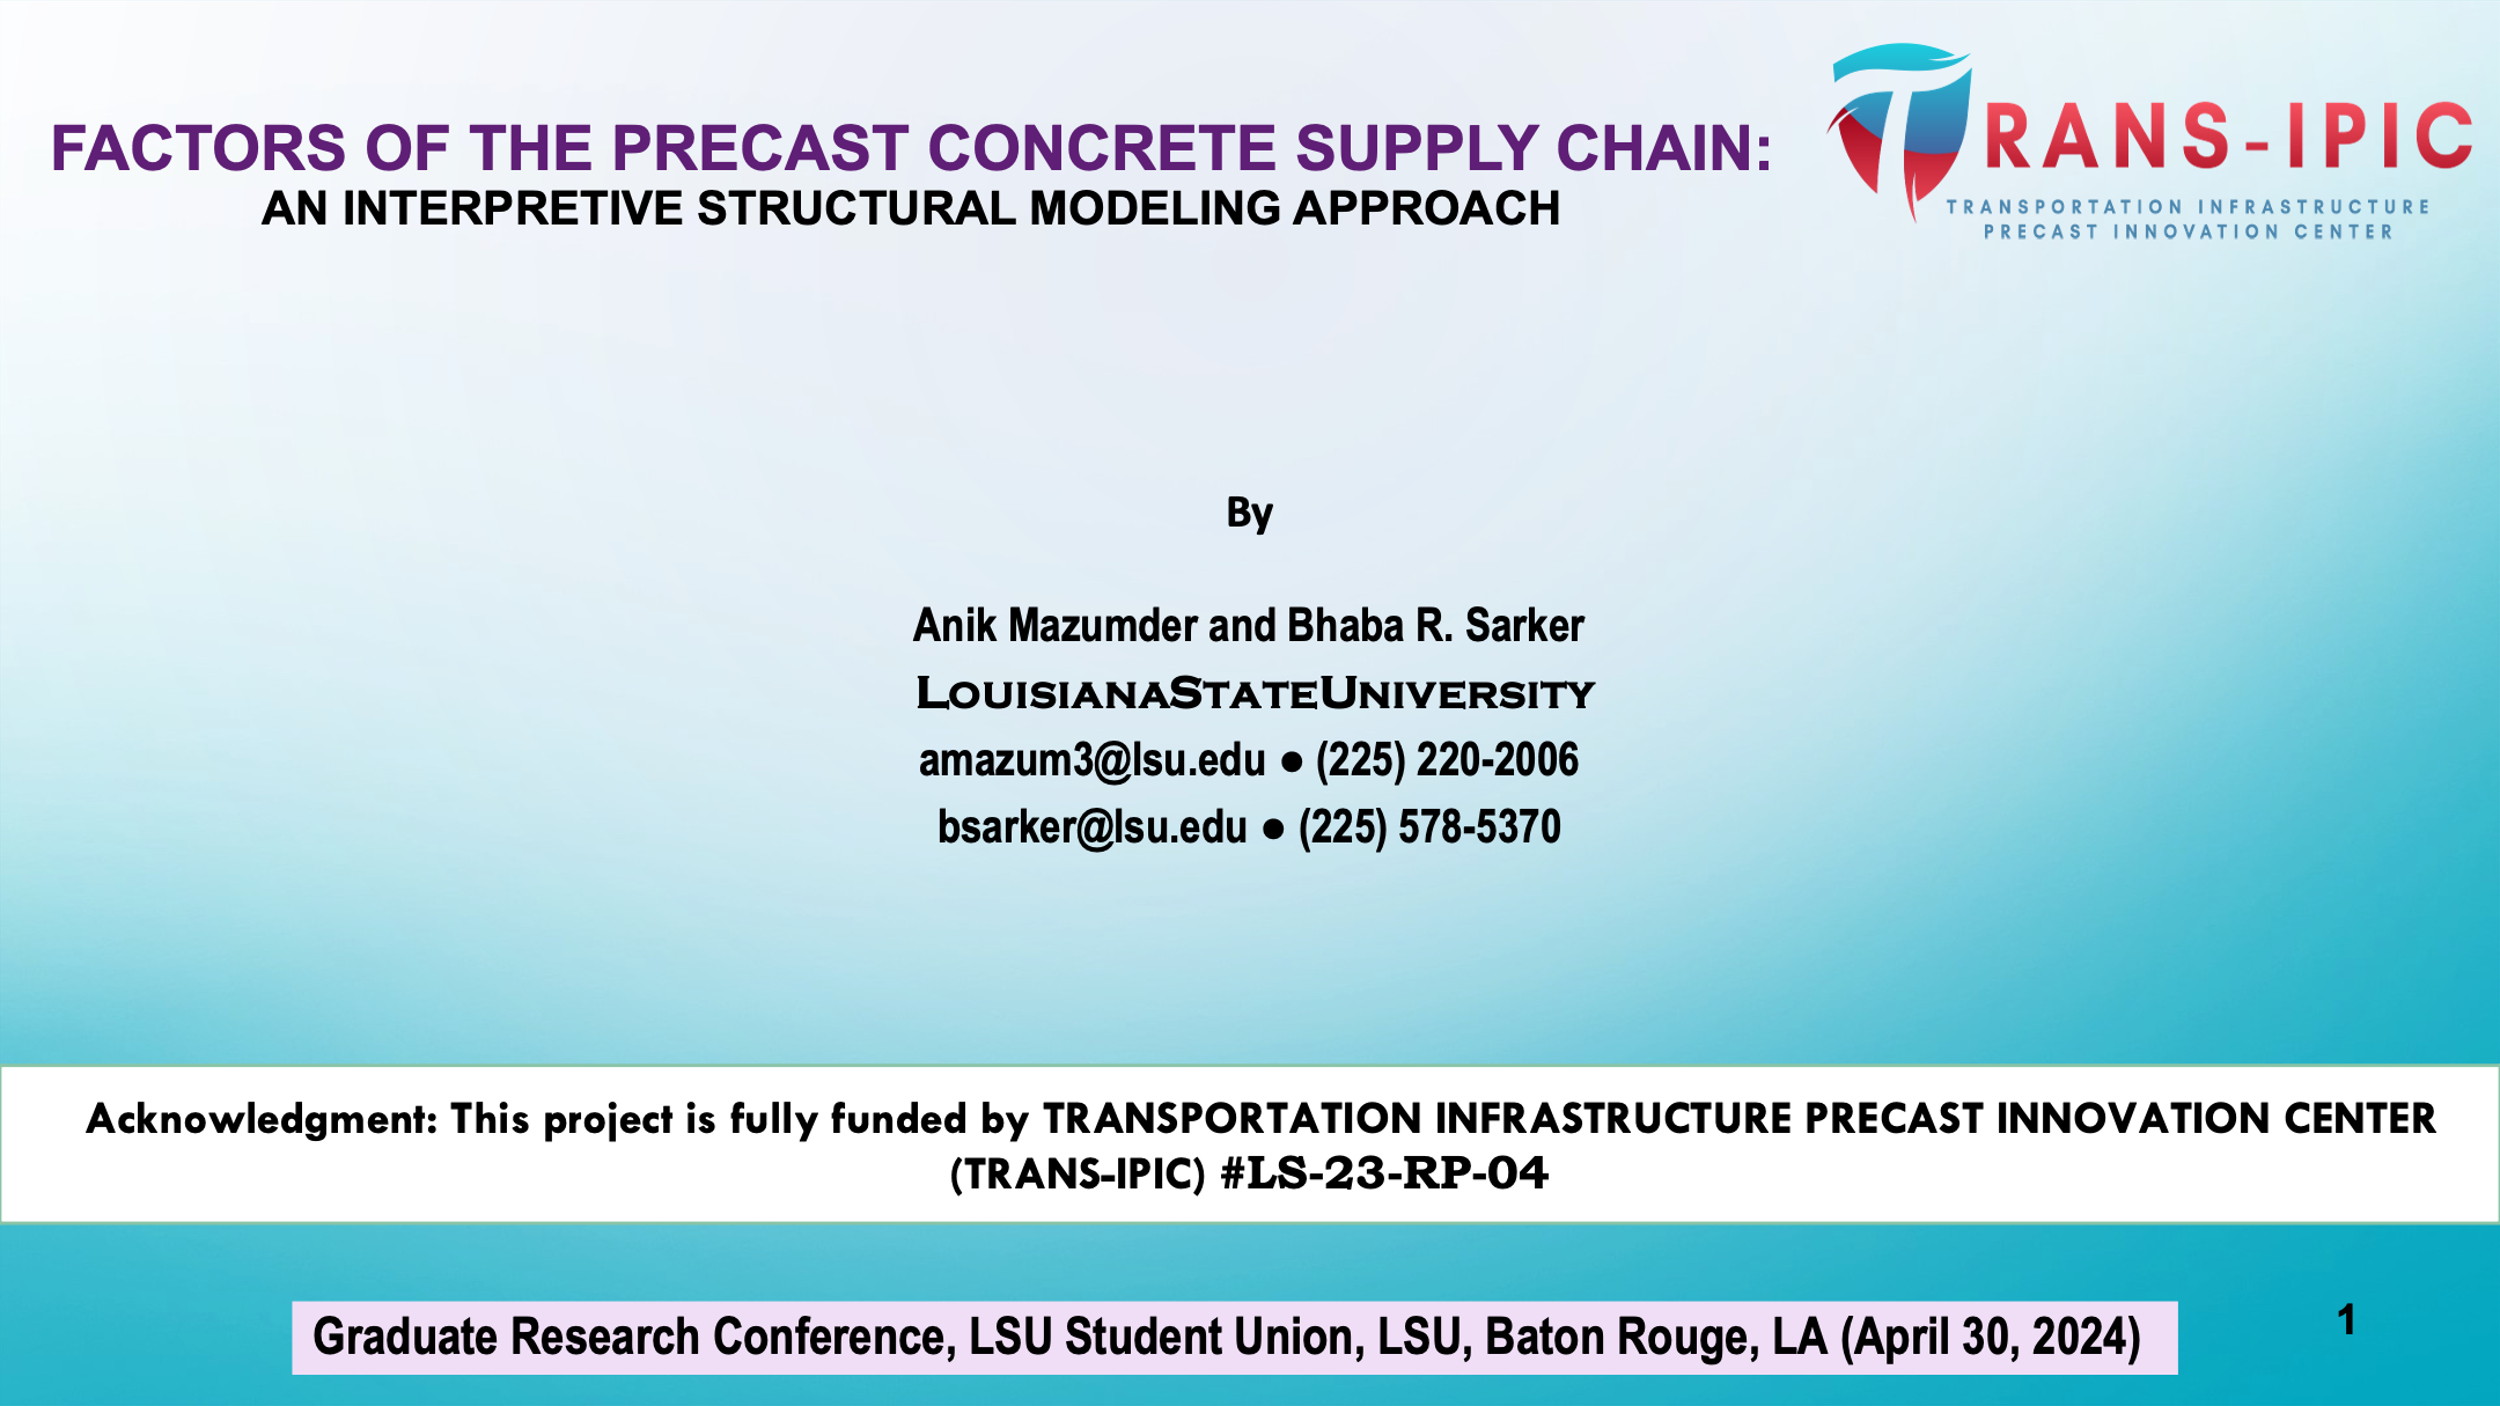 FACTORS OF THE PRECAST CONCRETE SUPPLY CHAIN:
AN INTERPRETIVE STRUCTURAL MODELING APPROACH
TRANS-IPIC
TRANSPORTATION INFRASTRUCTURE
PRECAST INNOVATION CENTER
By
Anik Mazumder and Bhaba R. Sarker
LOUISIANASTATEUNIVERSITY
amazum3@lsu.edu ● (225) 220-2006
bsarker@lsu.edu ● (225) 578-5370
Acknowledgment: This project is fully funded by TRANSPORTATION INFRASTRUCTURE PRECAST INNOVATION CENTER
(TRANS-IPIC) #LS-23-RP-04
Graduate Research Conference, LSU Student Union, LSU, Baton Rouge, LA (April 30, 2024)
1